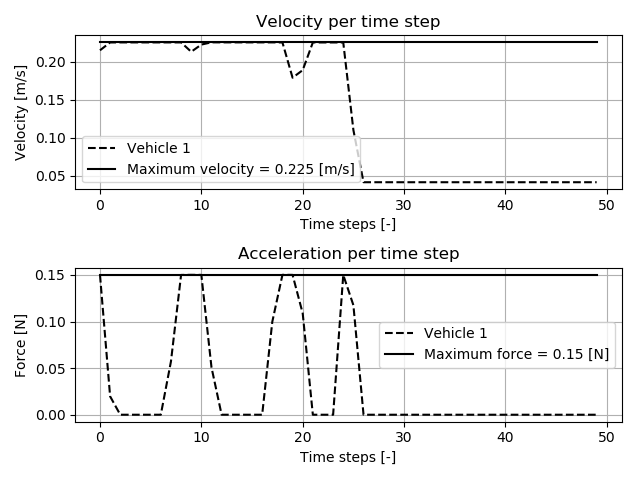 Velocity per time step
Velocity [m/s]
0.20
0.15
0.10
0.05
Vehicle 1
Maximum velocity = 0.225 [m/s]
0 10 20 30 40 50
Time steps [-]
Acceleration per time step
Force [N]
0.15
0.10
0.05
0.00
Vehicle 1
Maximum force = 0.15 [N]
0 10 20 30 40 50
Time steps [-]